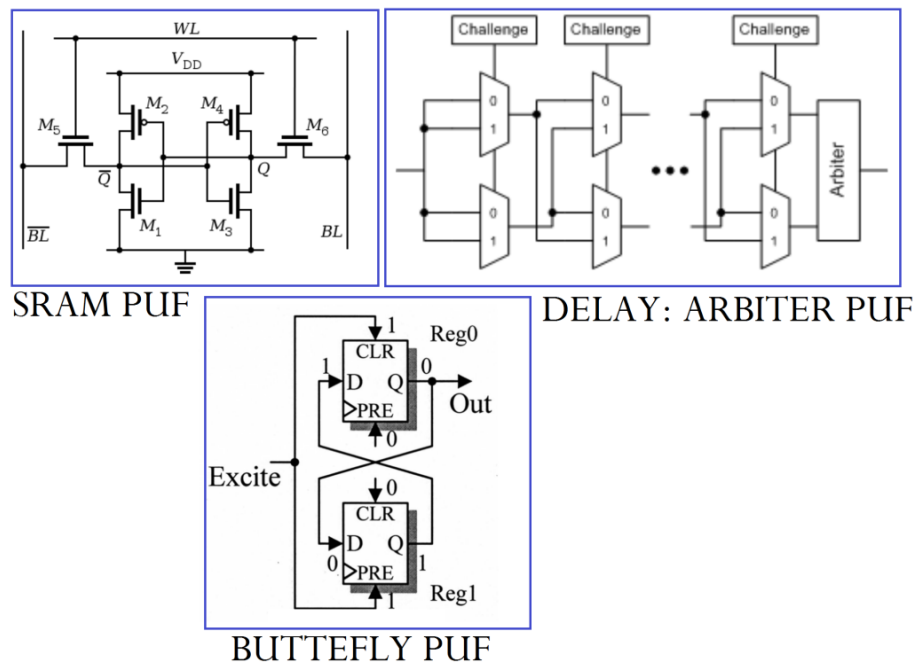 WL
V_DD
M_2
M_4
M_5
M_6
Q̅
Q
M_1
M_3
B̅L̅
BL
SRAM PUF
Challenge
Challenge
Challenge
0
0
0
1
1
1
0
0
0
1
1
1
Arbiter
DELAY: ARBITER PUF
1
Reg0
CLR
1
0
D
Q
Out
PRE
0
Excite
0
CLR
D
Q
0
1
PRE
1
Reg1
BUTTEFLY PUF